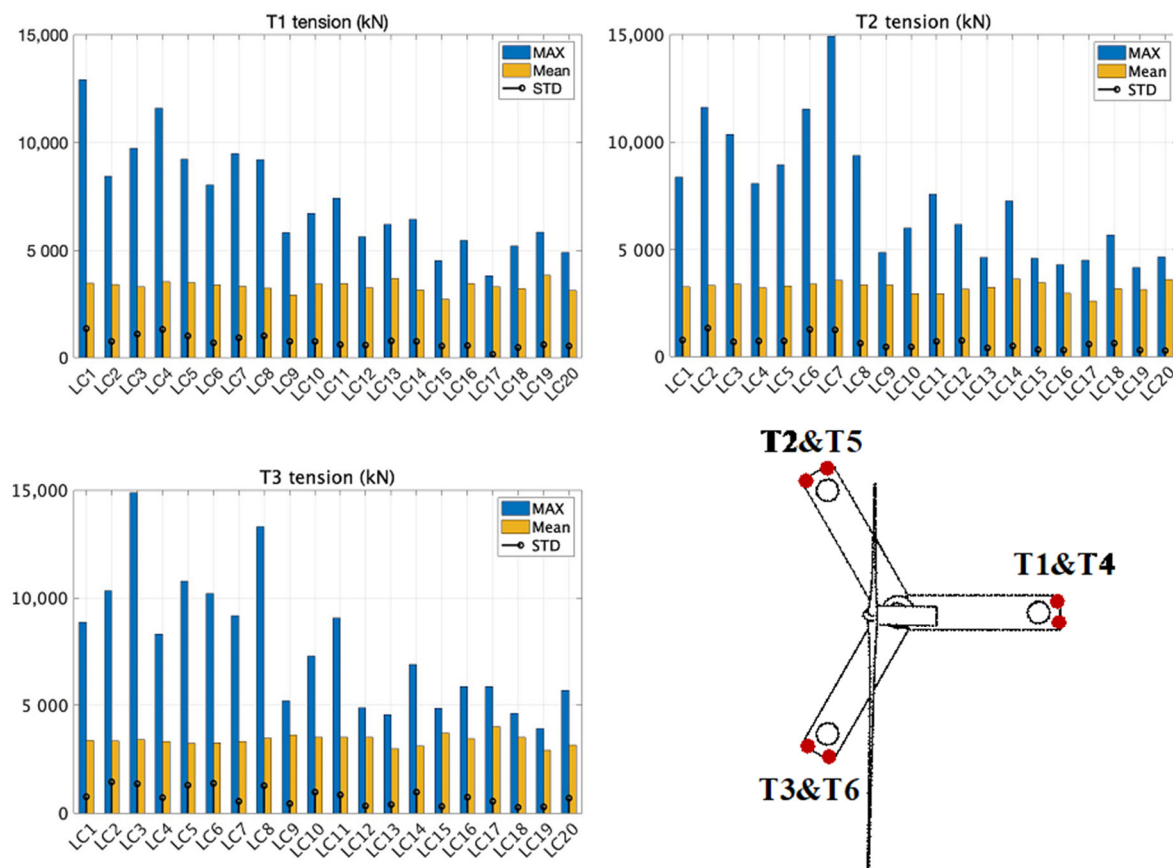 T1 tension (kN)
15,000
10,000
5 000
0
MAX
Mean
STD
LC1
LC2
LC3
LC4
LC5
LC6
LC7
LC8
LC9
LC10
LC11
LC12
LC13
LC14
LC15
LC16
LC17
LC18
LC19
LC20
T2 tension (kN)
15,000
10,000
5 000
0
MAX
Mean
STD
LC1
LC2
LC3
LC4
LC5
LC6
LC7
LC8
LC9
LC10
LC11
LC12
LC13
LC14
LC15
LC16
LC17
LC18
LC19
LC20
T3 tension (kN)
15,000
10,000
5 000
0
MAX
Mean
STD
LC1
LC2
LC3
LC4
LC5
LC6
LC7
LC8
LC9
LC10
LC11
LC12
LC13
LC14
LC15
LC16
LC17
LC18
LC19
LC20
T2&T5
T1&T4
T3&T6